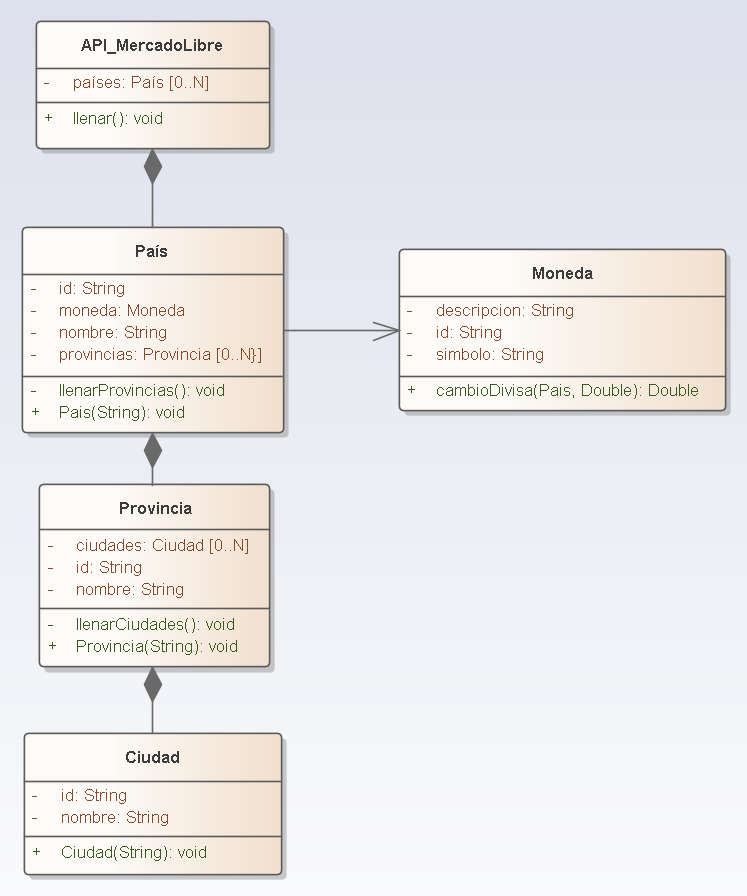 API_MercadoLibre
- países: País [0..N]
+ llenar(): void
País
- id: String
- moneda: Moneda
- nombre: String
- provincias: Provincia [0..N}]
- llenarProvincias(): void
+ Pais(String): void
Moneda
- descripcion: String
- id: String
- simbolo: String
+ cambioDivisa(Pais, Double): Double
Provincia
- ciudades: Ciudad [0..N]
- id: String
- nombre: String
- llenarCiudades(): void
+ Provincia(String): void
Ciudad
- id: String
- nombre: String
+ Ciudad(String): void